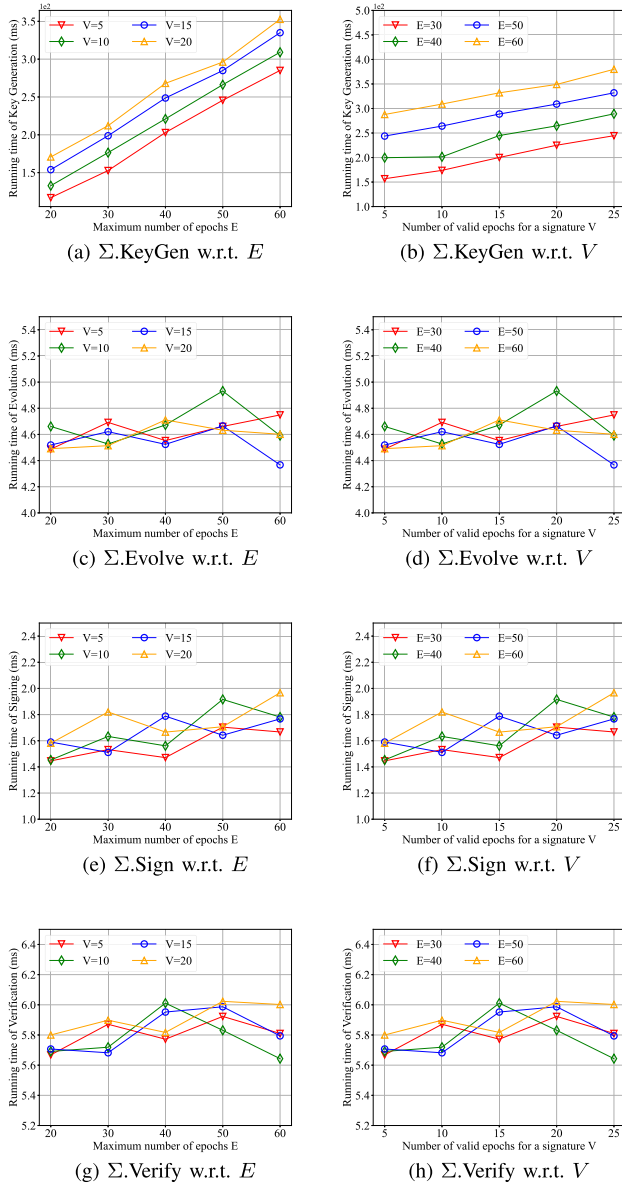 1e2
3.5
3.0
2.5
2.0
1.5
Running time of Key Generation (ms)
V=5 V=15
V=10 V=20
20 30 40 50 60
Maximum number of epochs E
(a) Σ.KeyGen w.r.t. E
1e2
5.0
4.5
4.0
3.5
3.0
2.5
2.0
1.5
1.0
Running time of Key Generation (ms)
E=30 E=50
E=40 E=60
5 10 15 20 25
Number of valid epochs for a signature V
(b) Σ.KeyGen w.r.t. V
5.4
5.2
5.0
4.8
4.6
4.4
4.2
4.0
Running time of Evolution (ms)
V=5 V=15
V=10 V=20
20 30 40 50 60
Maximum number of epochs E
(c) Σ.Evolve w.r.t. E
5.4
5.2
5.0
4.8
4.6
4.4
4.2
4.0
Running time of Evolution (ms)
E=30 E=50
E=40 E=60
5 10 15 20 25
Number of valid epochs for a signature V
(d) Σ.Evolve w.r.t. V
2.4
2.2
2.0
1.8
1.6
1.4
1.2
1.0
Running time of Signing (ms)
V=5 V=15
V=10 V=20
20 30 40 50 60
Maximum number of epochs E
(e) Σ.Sign w.r.t. E
2.4
2.2
2.0
1.8
1.6
1.4
1.2
1.0
Running time of Signing (ms)
E=30 E=50
E=40 E=60
5 10 15 20 25
Number of valid epochs for a signature V
(f) Σ.Sign w.r.t. V
6.4
6.2
6.0
5.8
5.6
5.4
5.2
Running time of Verification (ms)
V=5 V=15
V=10 V=20
20 30 40 50 60
Maximum number of epochs E
(g) Σ.Verify w.r.t. E
6.4
6.2
6.0
5.8
5.6
5.4
5.2
Running time of Verification (ms)
E=30 E=50
E=40 E=60
5 10 15 20 25
Number of valid epochs for a signature V
(h) Σ.Verify w.r.t. V